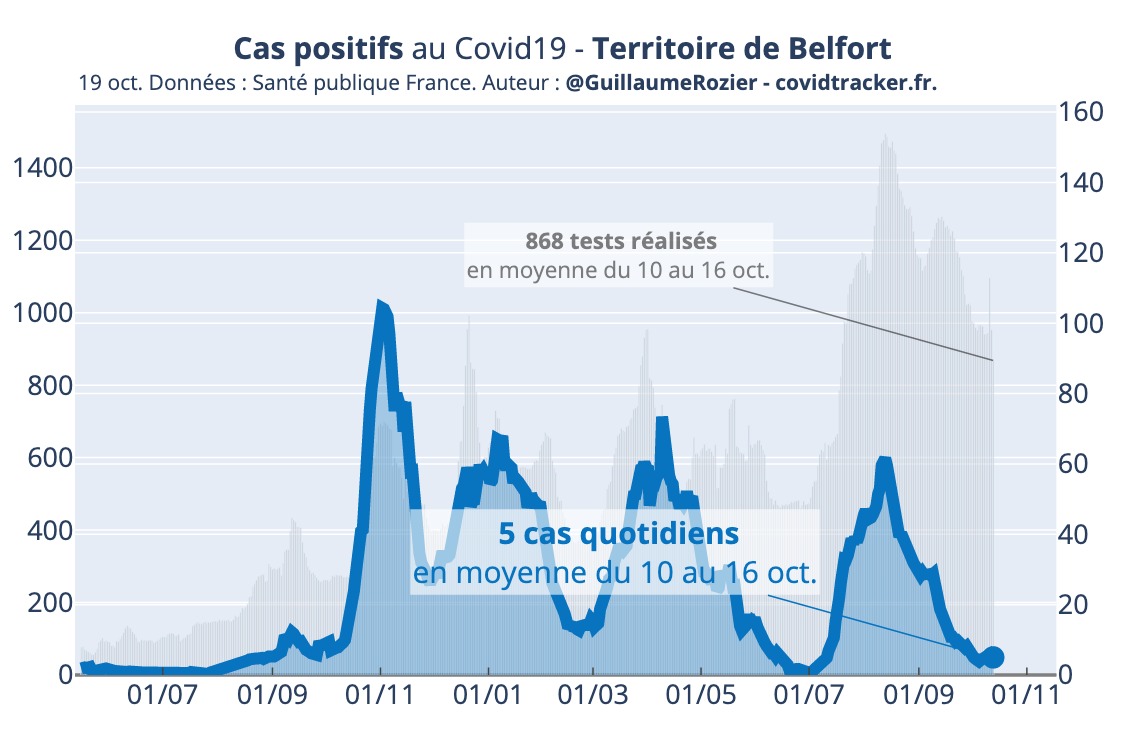 Cas positifs au Covid19 - Territoire de Belfort
19 oct. Données : Santé publique France. Auteur : @GuillaumeRozier - covidtracker.fr.
160
1400
140
1200
120
868 tests réalisés
en moyenne du 10 au 16 oct.
1000
100
800
80
600
60
400
40
5 cas quotidiens
en moyenne du 10 au 16 oct.
200
20
0
0
01/07 01/09 01/11 01/01 01/03 01/05 01/07 01/09 01/11